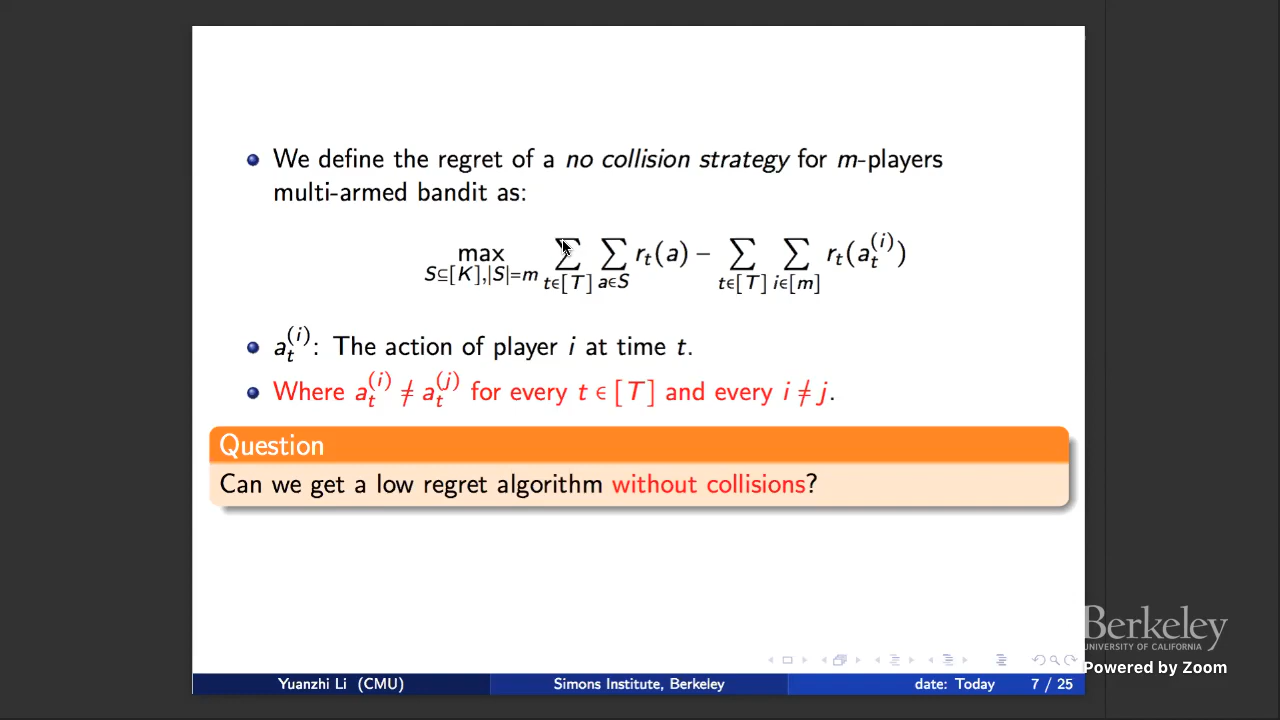 We define the regret of a no collision strategy for m-players
multi-armed bandit as:
max_{S⊆[K],|S|=m} ∑_{t∈[T]} ∑_{a∈S} r_t(a) − ∑_{t∈[T]} ∑_{i∈[m]} r_t(a_t^{(i)})
a_t^{(i)}: The action of player i at time t.
Where a_t^{(i)} ≠ a_t^{(j)} for every t ∈ [T] and every i ≠ j.
Question
Can we get a low regret algorithm without collisions?
Berkeley
UNIVERSITY OF CALIFORNIA
Powered by Zoom
Yuanzhi Li (CMU) Simons Institute, Berkeley date: Today 7 / 25